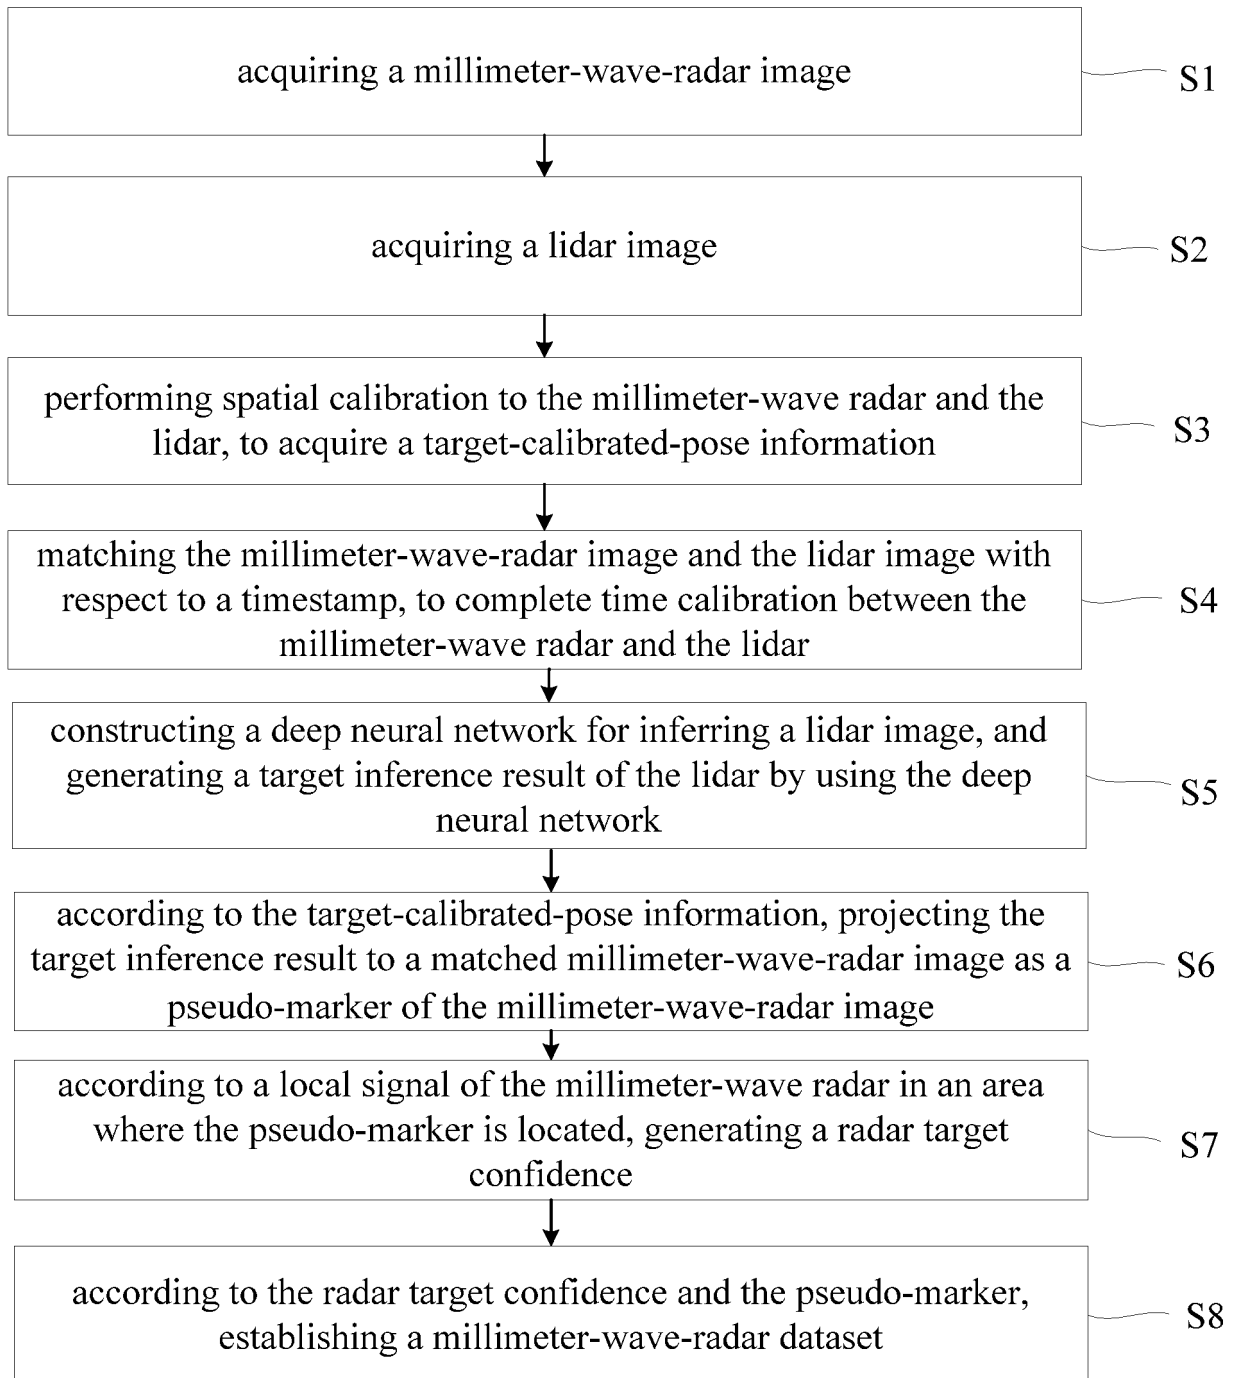 acquiring a millimeter-wave-radar image
S1
acquiring a lidar image
S2
performing spatial calibration to the millimeter-wave radar and the
lidar, to acquire a target-calibrated-pose information
S3
matching the millimeter-wave-radar image and the lidar image with
respect to a timestamp, to complete time calibration between the
millimeter-wave radar and the lidar
S4
constructing a deep neural network for inferring a lidar image, and
generating a target inference result of the lidar by using the deep
neural network
S5
according to the target-calibrated-pose information, projecting the
target inference result to a matched millimeter-wave-radar image as a
pseudo-marker of the millimeter-wave-radar image
S6
according to a local signal of the millimeter-wave radar in an area
where the pseudo-marker is located, generating a radar target
confidence
S7
according to the radar target confidence and the pseudo-marker,
establishing a millimeter-wave-radar dataset
S8